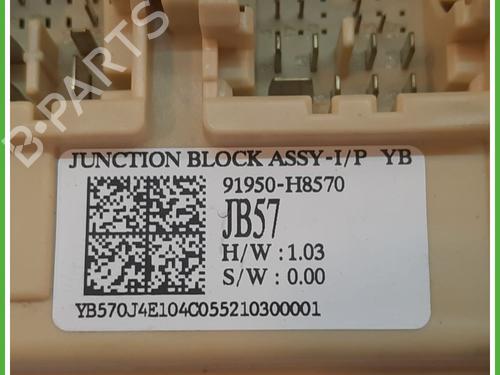 B-PARTS
JUNCTION BLOCK ASSY-I/P YB
91950-H8570
JB57
H/W : 1.03
S/W : 0.00
YB570J4E104C055210300001